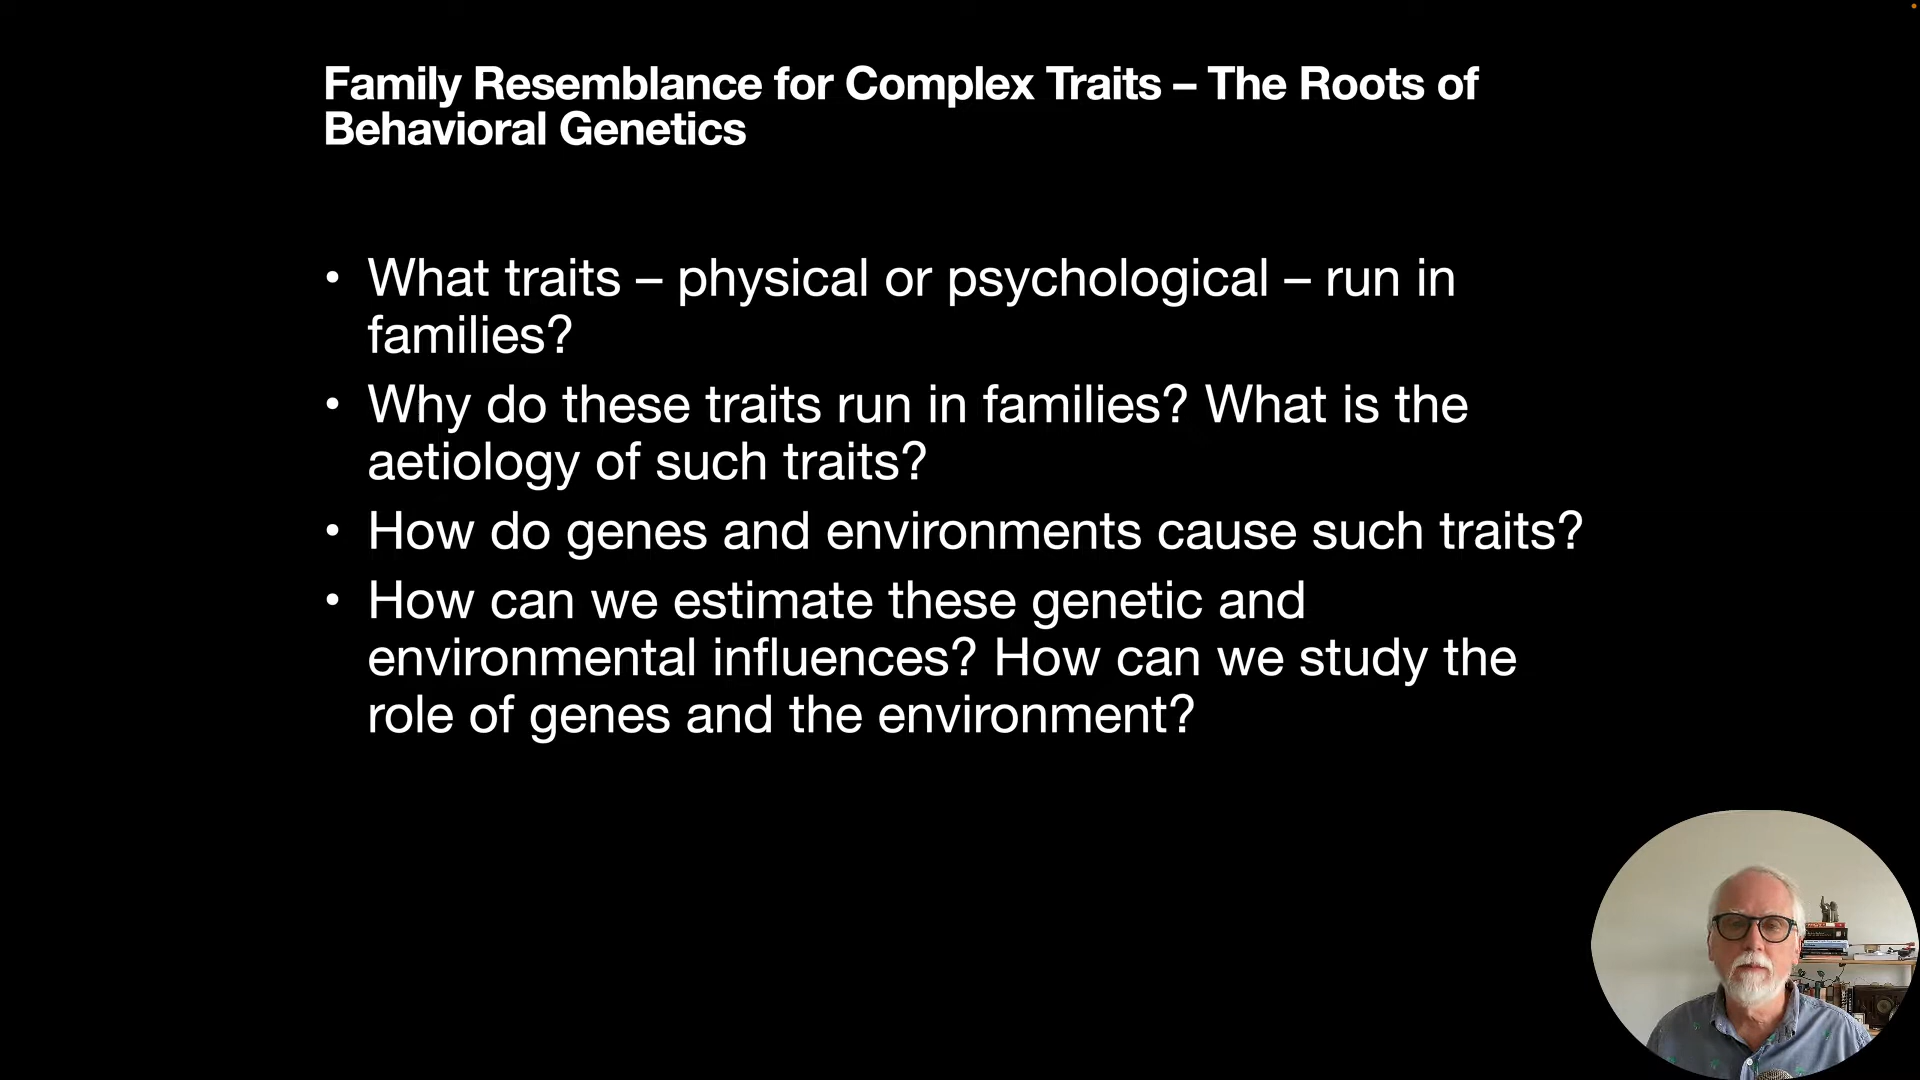 Family Resemblance for Complex Traits – The Roots of
Behavioral Genetics
• What traits – physical or psychological – run in
families?
• Why do these traits run in families? What is the
aetiology of such traits?
• How do genes and environments cause such traits?
• How can we estimate these genetic and
environmental influences? How can we study the
role of genes and the environment?